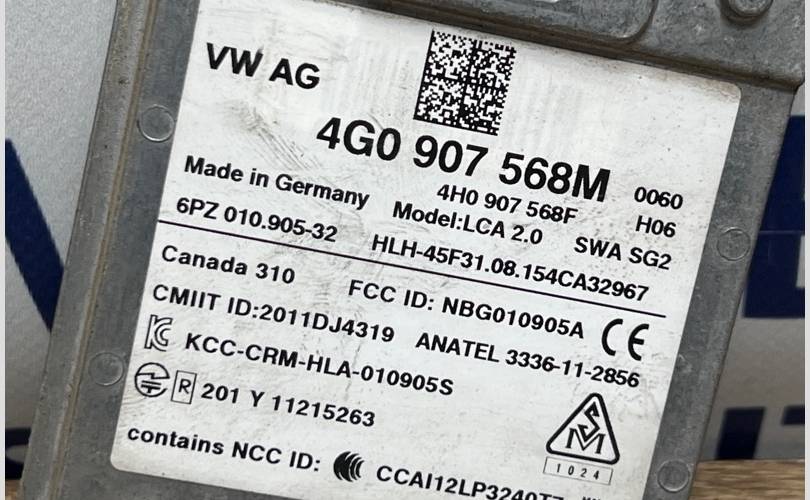 VW AG
4G0 907 568M 0060
4H0 907 568F H06
Made in Germany Model:LCA 2.0 SWA SG2
6PZ 010.905-32 HLH-45F31.08.154CA32967
Canada 310 FCC ID: NBG010905A CE
CMIIT ID:2011DJ4319 ANATEL 3336-11-2856
KCC-CRM-HLA-010905S
R 201 Y 11215263
1024
contains NCC ID: